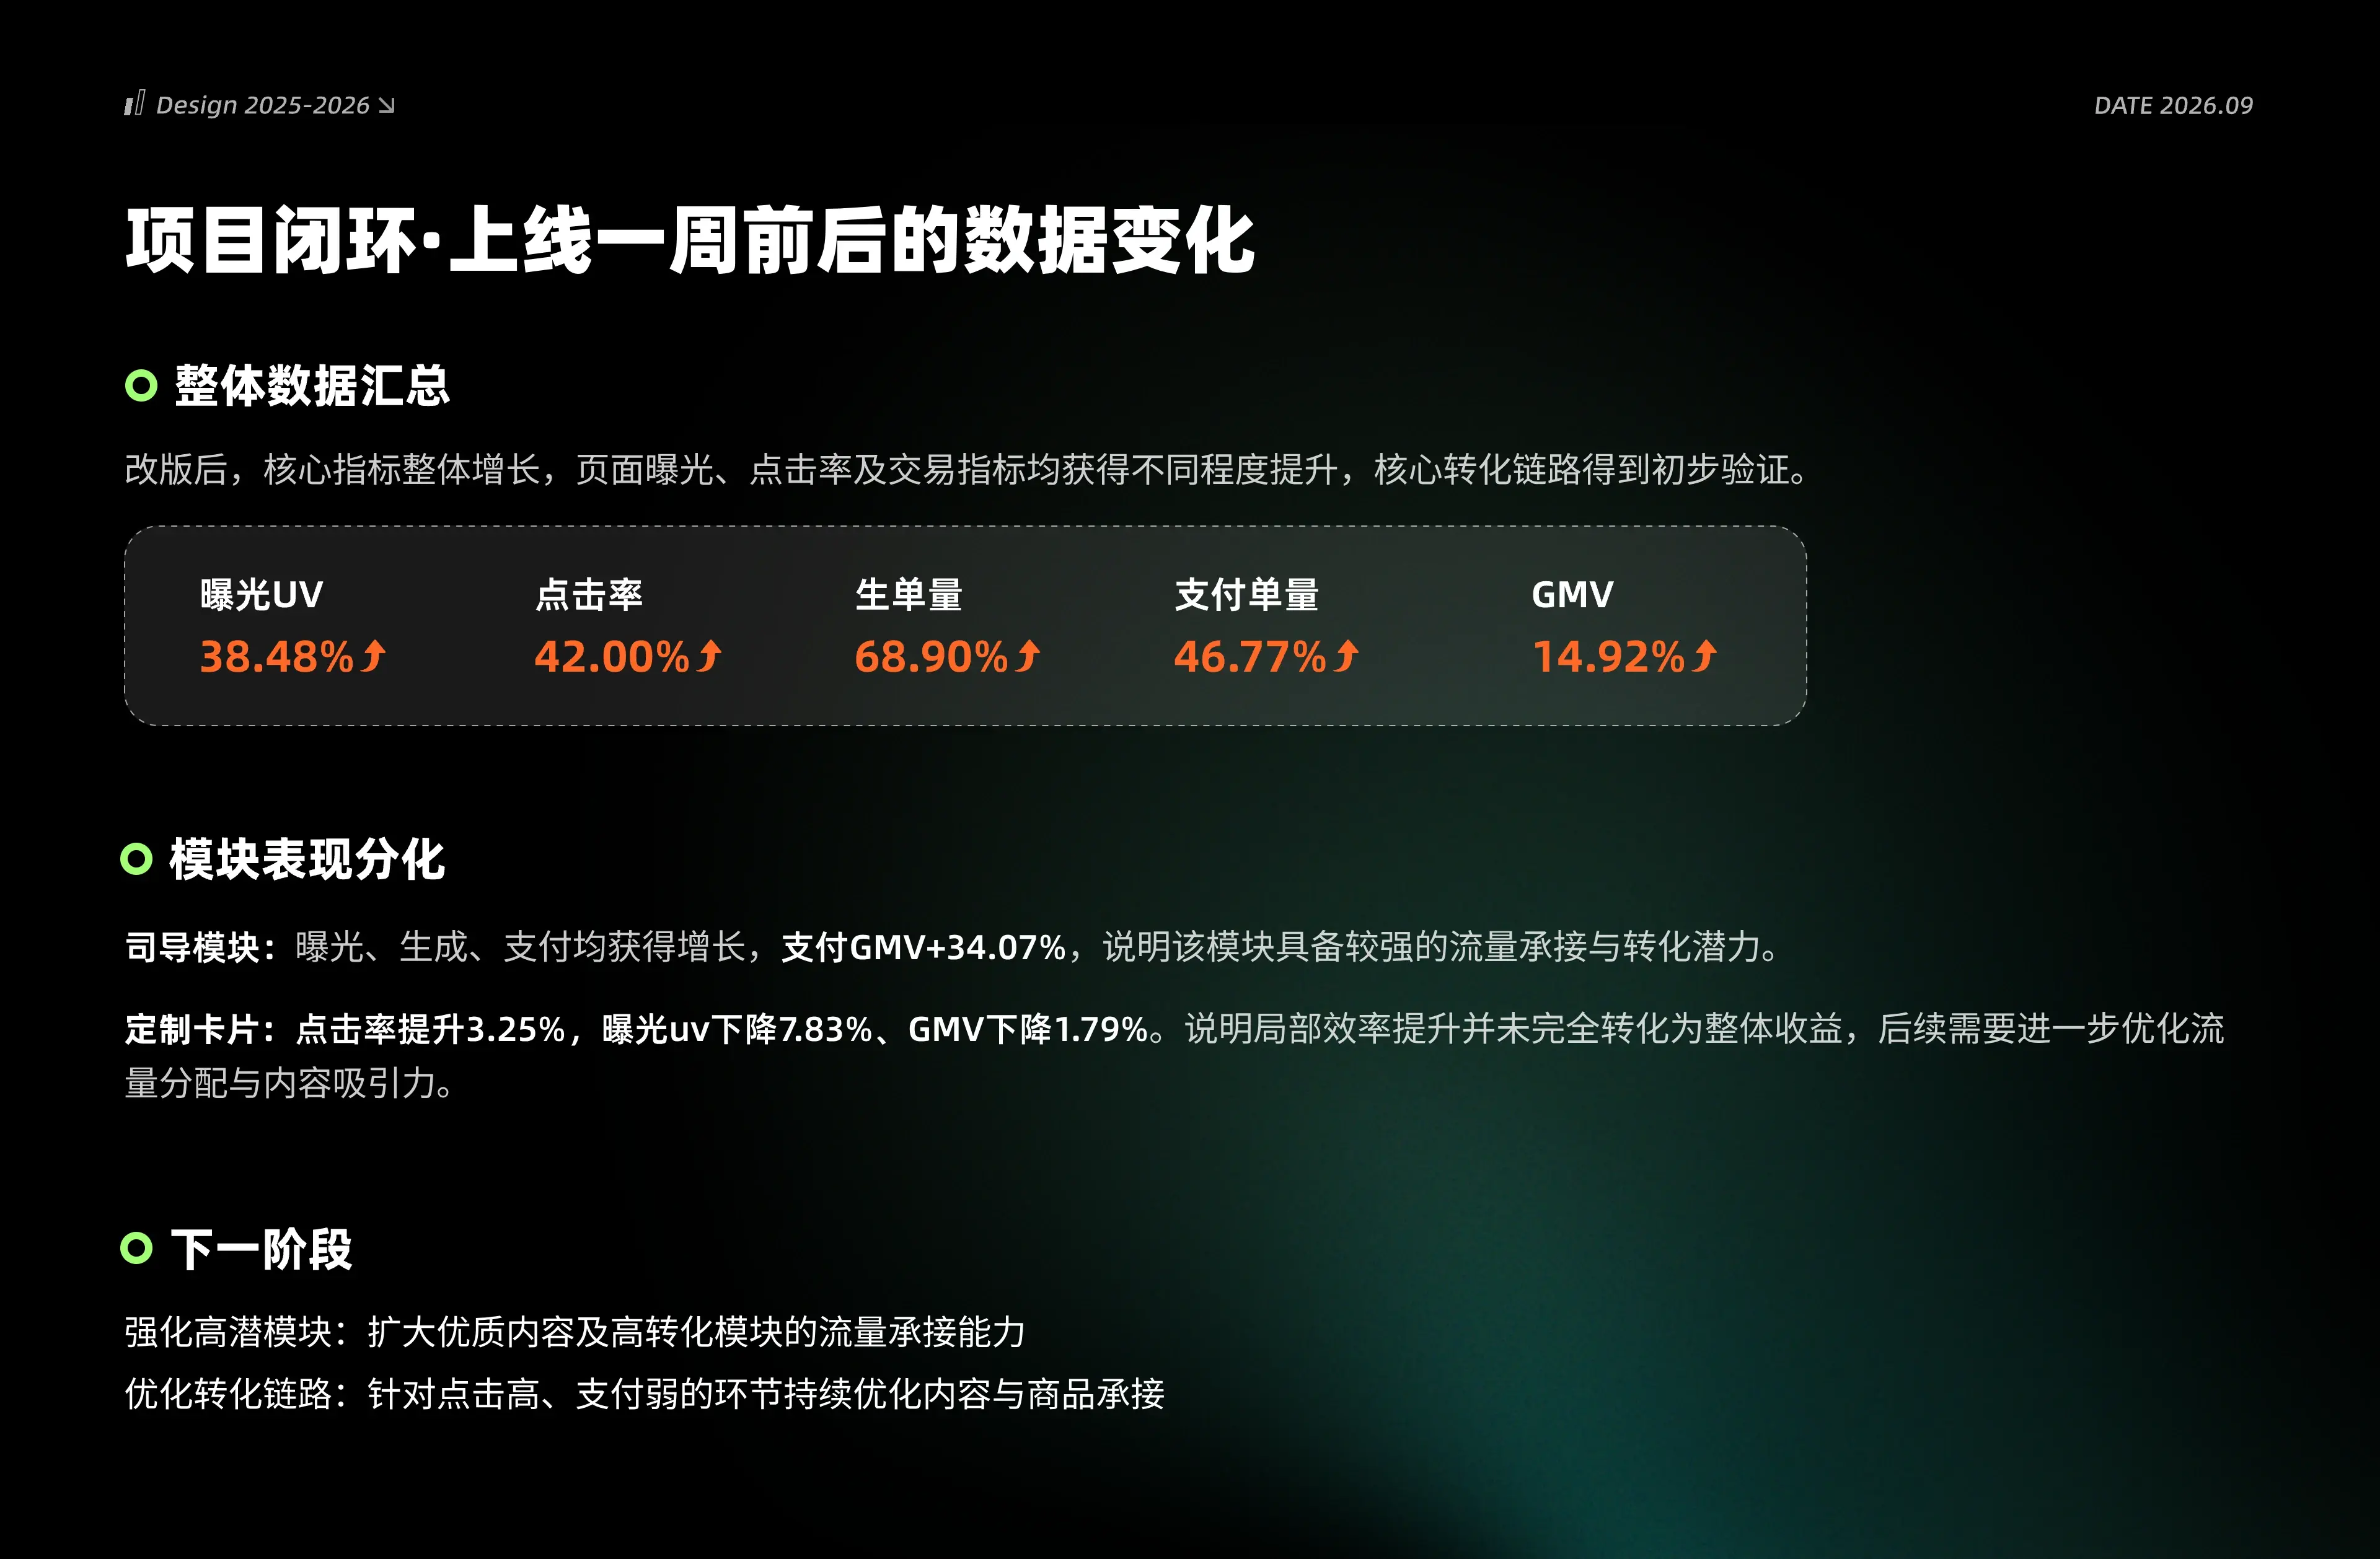 Design 2025-2026
DATE 2026.09
项目闭环·上线一周前后的数据变化
整体数据汇总
改版后，核心指标整体增长，页面曝光、点击率及交易指标均获得不同程度提升，核心转化链路得到初步验证。
曝光UV 点击率 生单量 支付单量 GMV
38.48% 42.00% 68.90% 46.77% 14.92%
模块表现分化
司导模块：曝光、生成、支付均获得增长，支付GMV+34.07%，说明该模块具备较强的流量承接与转化潜力。
定制卡片：点击率提升3.25%，曝光uv下降7.83%、GMV下降1.79%。说明局部效率提升并未完全转化为整体收益，后续需要进一步优化流
量分配与内容吸引力。
下一阶段
强化高潜模块：扩大优质内容及高转化模块的流量承接能力
优化转化链路：针对点击高、支付弱的环节持续优化内容与商品承接